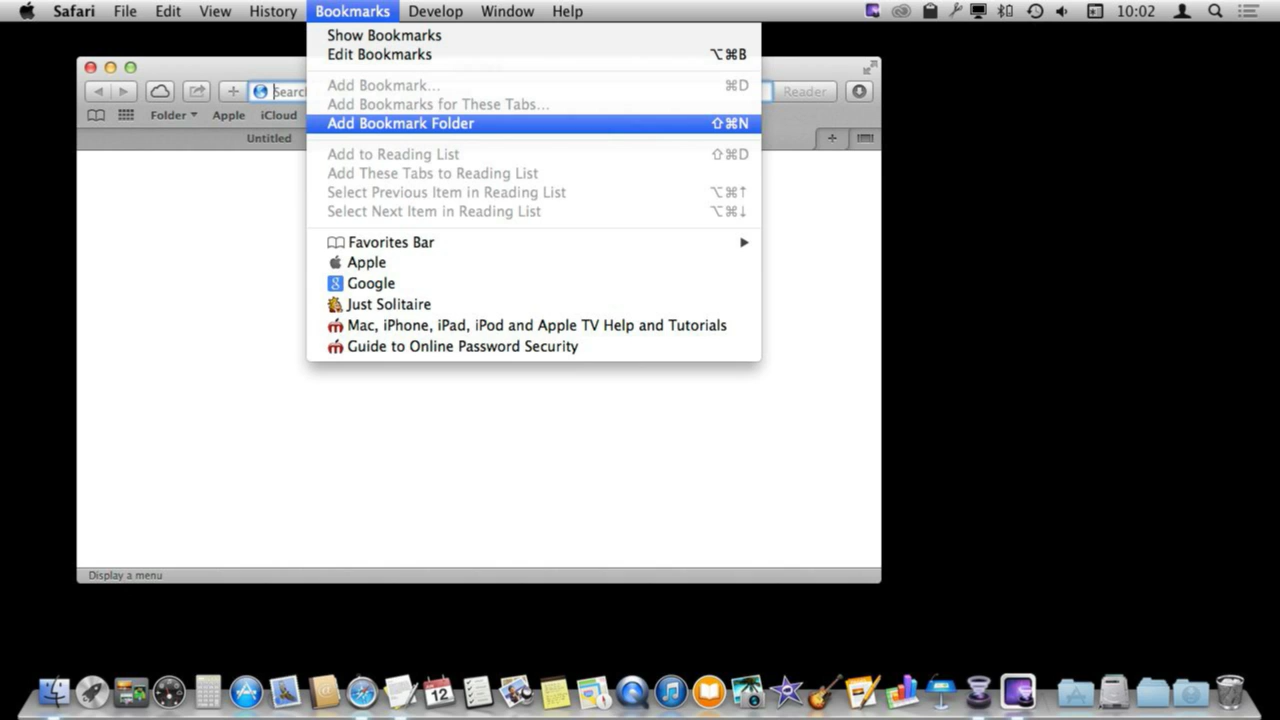 Safari File Edit View History Bookmarks Develop Window Help 10:02
Show Bookmarks
Edit Bookmarks ⌥⌘B
Add Bookmark... ⌘D
Add Bookmarks for These Tabs...
Add Bookmark Folder ⇧⌘N
Add to Reading List ⇧⌘D
Add These Tabs to Reading List
Select Previous Item in Reading List ⌥⌘↑
Select Next Item in Reading List ⌥⌘↓
Favorites Bar
Apple
Google
Just Solitaire
Mac, iPhone, iPad, iPod and Apple TV Help and Tutorials
Guide to Online Password Security
Searc
Reader
Folder Apple iCloud
Untitled
Display a menu
12